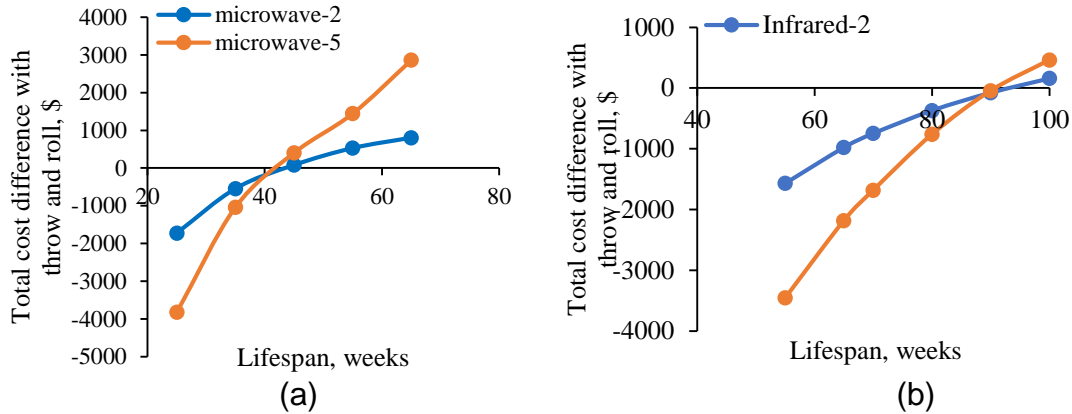 microwave-2
microwave-5
Total cost difference with
throw and roll, $
4000
3000
2000
1000
0
-1000
-2000
-3000
-4000
-5000
20
40
60
80
Lifespan, weeks
(a)
Infrared-2
Total cost difference with
throw and roll, $
1000
0
-1000
-2000
-3000
-4000
40
60
80
100
Lifespan, weeks
(b)